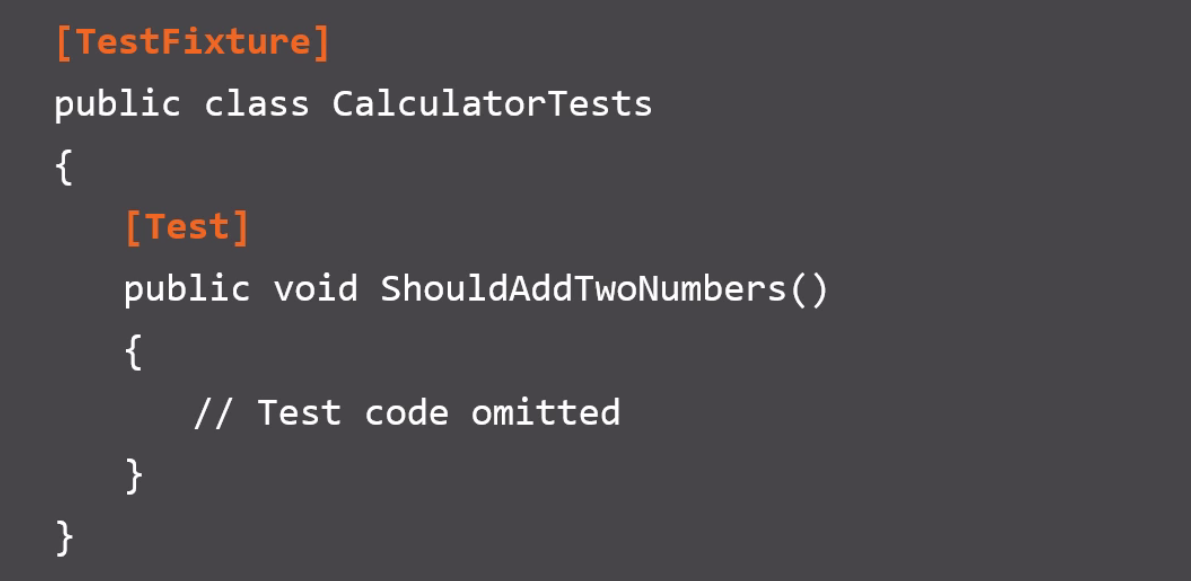 [TestFixture]
public class CalculatorTests
{
[Test]
public void ShouldAddTwoNumbers()
{
// Test code omitted
}
}